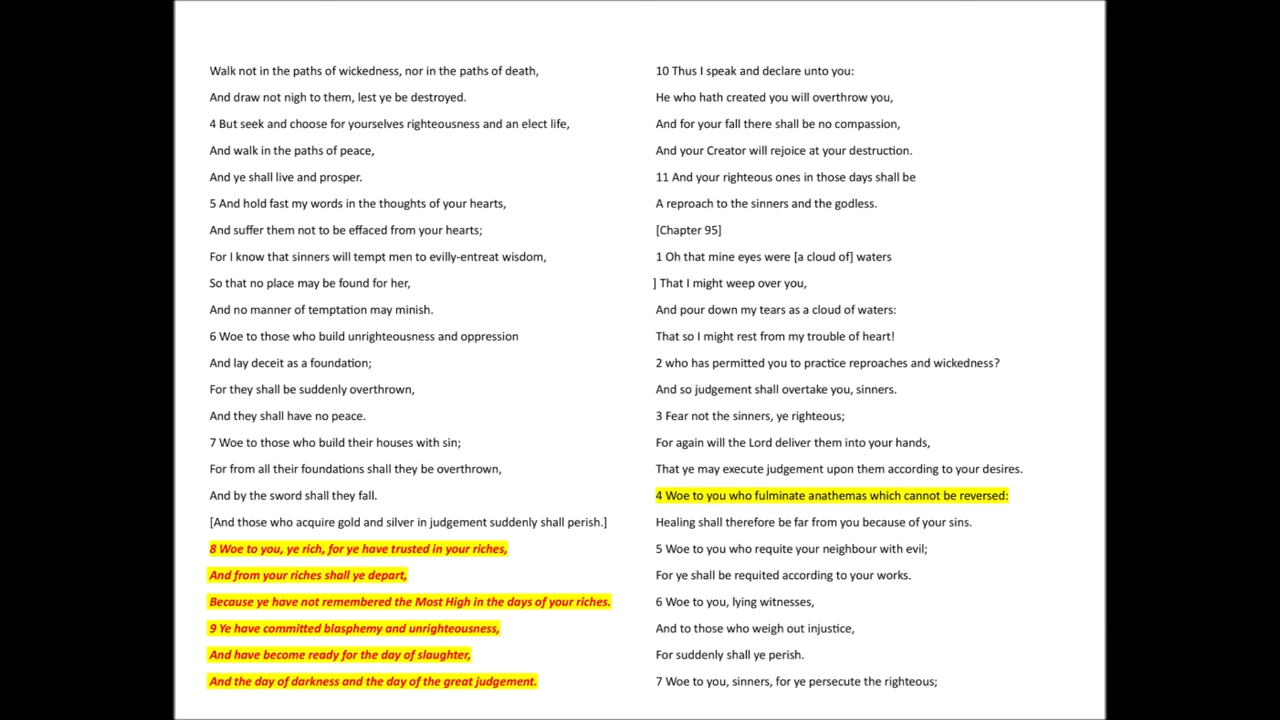 Walk not in the paths of wickedness, nor in the paths of death,
And draw not nigh to them, lest ye be destroyed.
4 But seek and choose for yourselves righteousness and an elect life,
And walk in the paths of peace,
And ye shall live and prosper.
5 And hold fast my words in the thoughts of your hearts,
And suffer them not to be effaced from your hearts;
For I know that sinners will tempt men to evilly-entreat wisdom,
So that no place may be found for her,
And no manner of temptation may minish.
6 Woe to those who build unrighteousness and oppression
And lay deceit as a foundation;
For they shall be suddenly overthrown,
And they shall have no peace.
7 Woe to those who build their houses with sin;
For from all their foundations shall they be overthrown,
And by the sword shall they fall.
[And those who acquire gold and silver in judgement suddenly shall perish.]
8 Woe to you, ye rich, for ye have trusted in your riches,
And from your riches shall ye depart,
Because ye have not remembered the Most High in the days of your riches.
9 Ye have committed blasphemy and unrighteousness,
And have become ready for the day of slaughter,
And the day of darkness and the day of the great judgement.
10 Thus I speak and declare unto you:
He who hath created you will overthrow you,
And for your fall there shall be no compassion,
And your Creator will rejoice at your destruction.
11 And your righteous ones in those days shall be
A reproach to the sinners and the godless.
[Chapter 95]
1 Oh that mine eyes were [a cloud of] waters
] That I might weep over you,
And pour down my tears as a cloud of waters:
That so I might rest from my trouble of heart!
2 who has permitted you to practice reproaches and wickedness?
And so judgement shall overtake you, sinners.
3 Fear not the sinners, ye righteous;
For again will the Lord deliver them into your hands,
That ye may execute judgement upon them according to your desires.
4 Woe to you who fulminate anathemas which cannot be reversed:
Healing shall therefore be far from you because of your sins.
5 Woe to you who requite your neighbour with evil;
For ye shall be requited according to your works.
6 Woe to you, lying witnesses,
And to those who weigh out injustice,
For suddenly shall ye perish.
7 Woe to you, sinners, for ye persecute the righteous;